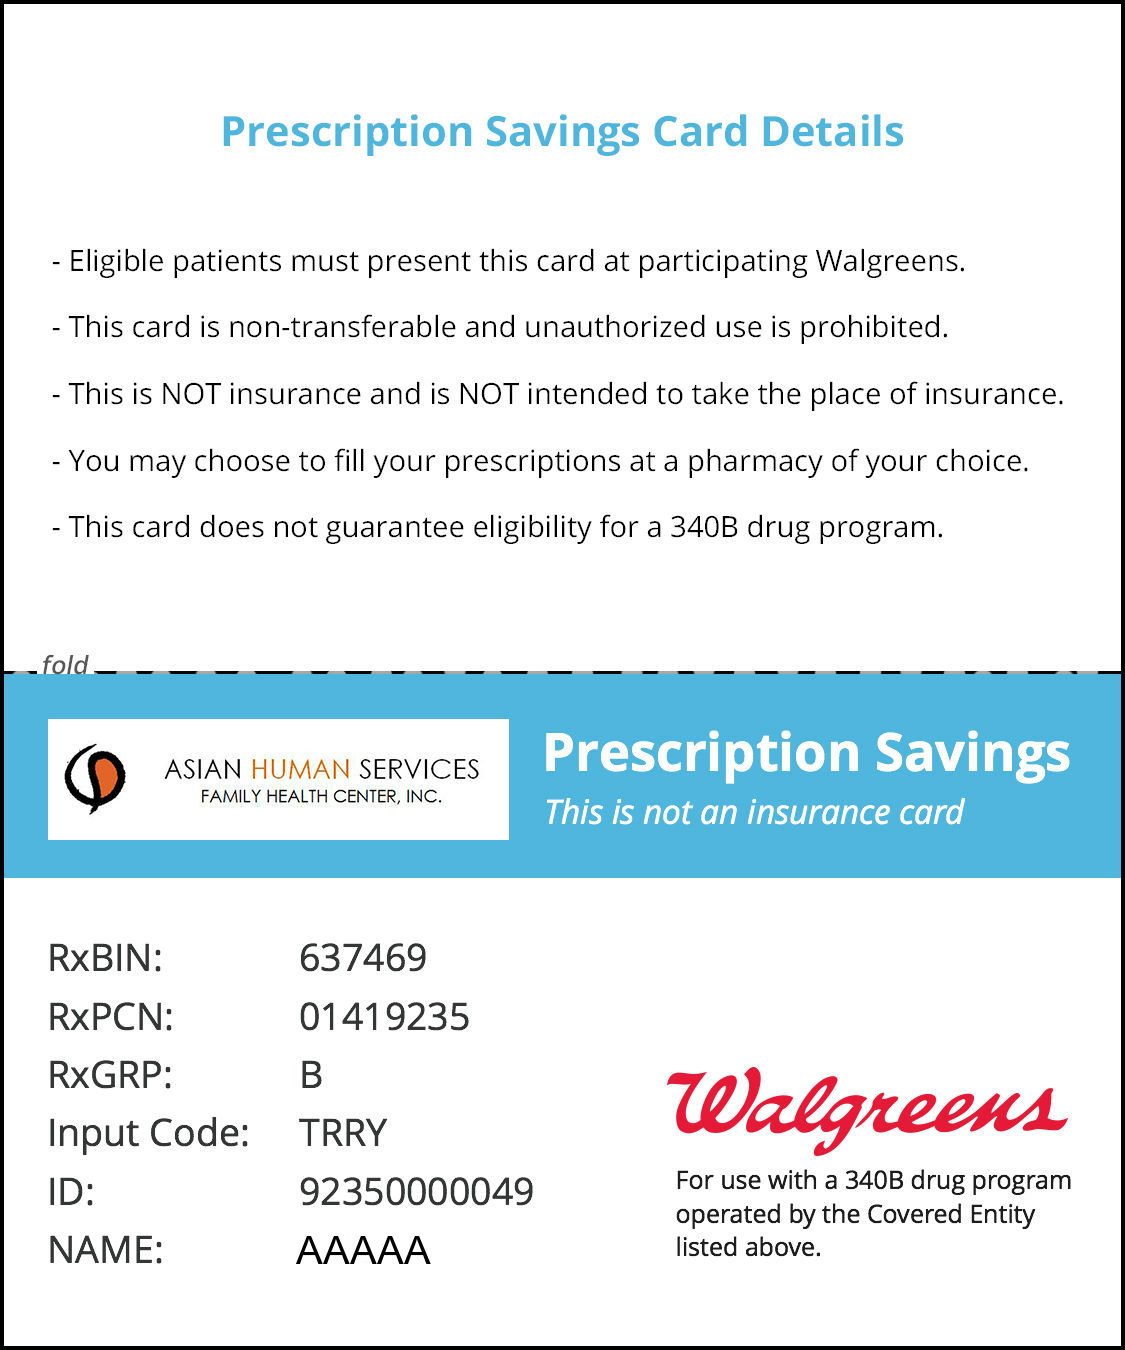 Prescription Savings Card Details
- Eligible patients must present this card at participating Walgreens.
- This card is non-transferable and unauthorized use is prohibited.
- This is NOT insurance and is NOT intended to take the place of insurance.
- You may choose to fill your prescriptions at a pharmacy of your choice.
- This card does not guarantee eligibility for a 340B drug program.
fold
ASIAN HUMAN SERVICES
FAMILY HEALTH CENTER, INC.
Prescription Savings
This is not an insurance card
RxBIN: 637469
RxPCN: 01419235
RxGRP: B
Input Code: TRRY
ID: 92350000049
NAME: AAAAA
Walgreens
For use with a 340B drug program
operated by the Covered Entity
listed above.